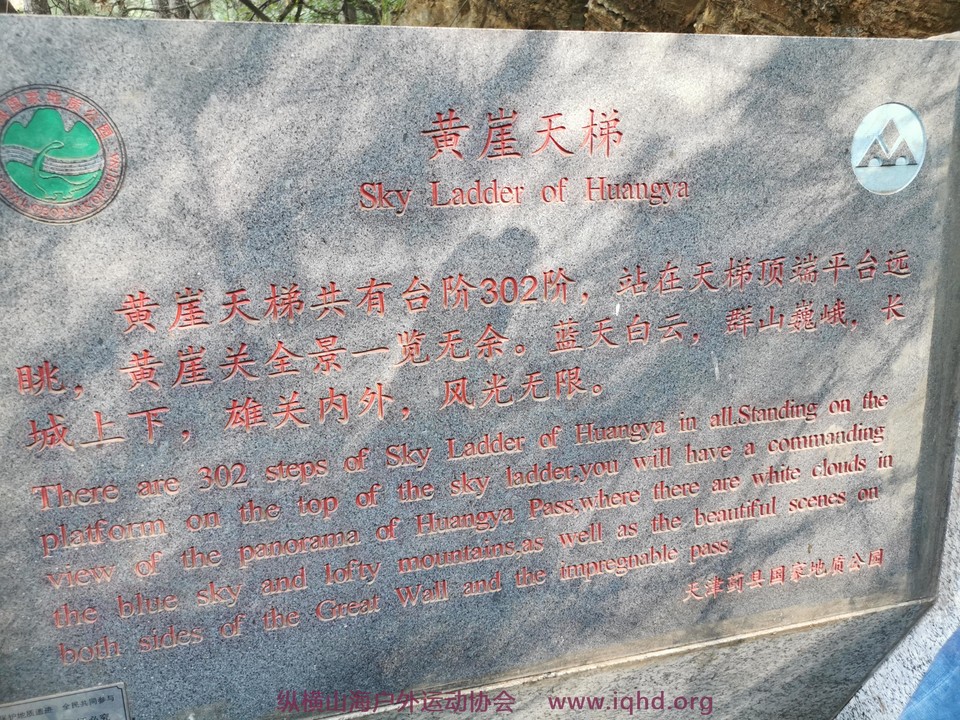 黄崖天梯
Sky Ladder of Huangya
黄崖天梯共有台阶302阶，站在天梯顶端平台远
眺，黄崖关全景一览无余。蓝天白云，群山巍峨，长
城上下，雄关内外，风光无限。
There are 302 steps of Sky Ladder of Huangya in all.Standing on the
platform on the top of the sky ladder,you will have a commanding
view of the panorama of Huangya Pass,where there are white clouds in
the blue sky and lofty mountains,as well as the beautiful scenes on
both sides of the Great Wall and the impregnable pass.
天津蓟县国家地质公园
全民共同参与
纵横山海户外运动协会 www.iqhd.org